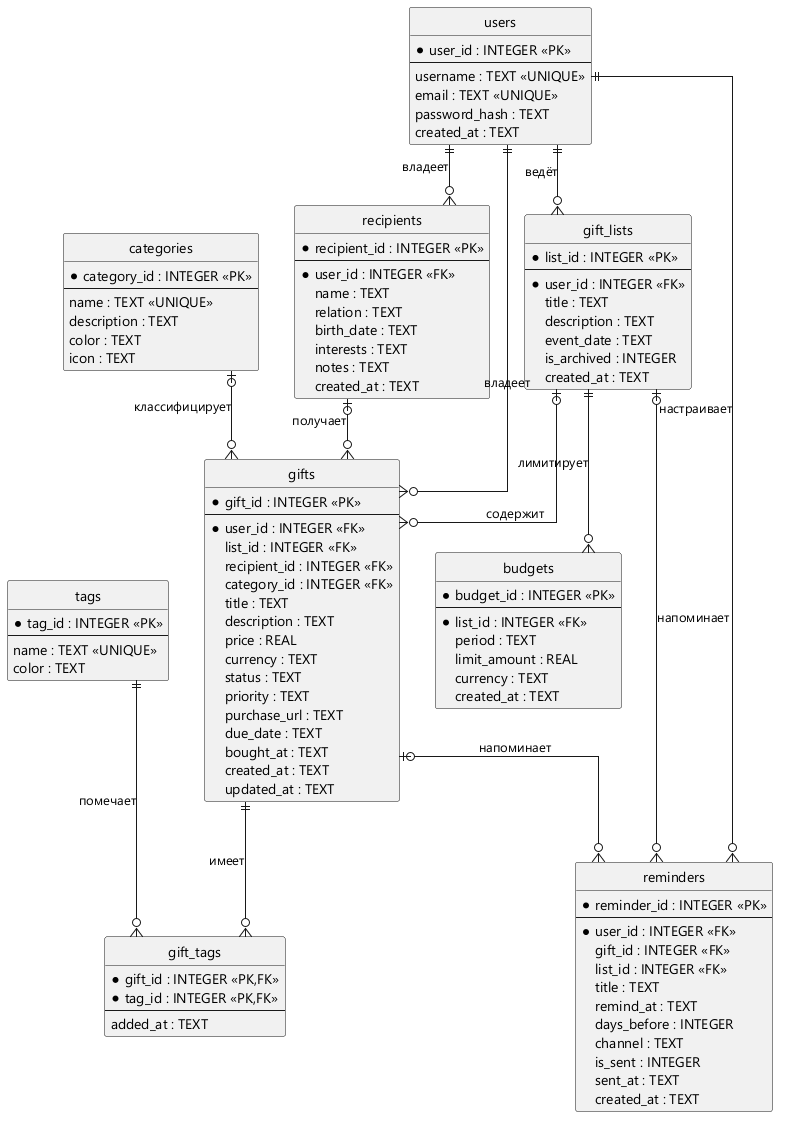 users
user_id : INTEGER «PK»
username : TEXT «UNIQUE»
email : TEXT «UNIQUE»
password_hash : TEXT
created_at : TEXT
владеет
ведёт
recipients
recipient_id : INTEGER «PK»
user_id : INTEGER «FK»
name : TEXT
relation : TEXT
birth_date : TEXT
interests : TEXT
notes : TEXT
created_at : TEXT
gift_lists
list_id : INTEGER «PK»
user_id : INTEGER «FK»
title : TEXT
description : TEXT
event_date : TEXT
is_archived : INTEGER
created_at : TEXT
categories
category_id : INTEGER «PK»
name : TEXT «UNIQUE»
description : TEXT
color : TEXT
icon : TEXT
владеет
классифицирует
получает
настраивает
лимитирует
содержит
gifts
gift_id : INTEGER «PK»
user_id : INTEGER «FK»
list_id : INTEGER «FK»
recipient_id : INTEGER «FK»
category_id : INTEGER «FK»
title : TEXT
description : TEXT
price : REAL
currency : TEXT
status : TEXT
priority : TEXT
purchase_url : TEXT
due_date : TEXT
bought_at : TEXT
created_at : TEXT
updated_at : TEXT
budgets
budget_id : INTEGER «PK»
list_id : INTEGER «FK»
period : TEXT
limit_amount : REAL
currency : TEXT
created_at : TEXT
tags
tag_id : INTEGER «PK»
name : TEXT «UNIQUE»
color : TEXT
напоминает
напоминает
помечает
имеет
gift_tags
gift_id : INTEGER «PK,FK»
tag_id : INTEGER «PK,FK»
added_at : TEXT
reminders
reminder_id : INTEGER «PK»
user_id : INTEGER «FK»
gift_id : INTEGER «FK»
list_id : INTEGER «FK»
title : TEXT
remind_at : TEXT
days_before : INTEGER
channel : TEXT
is_sent : INTEGER
sent_at : TEXT
created_at : TEXT